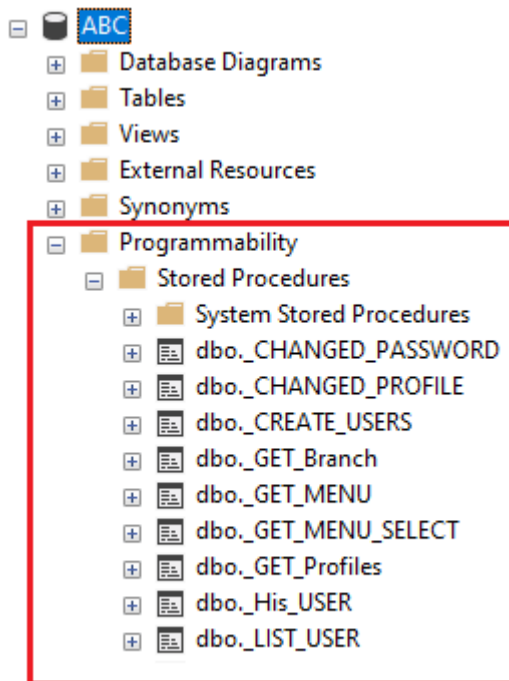 ABC
Database Diagrams
Tables
Views
External Resources
Synonyms
Programmability
Stored Procedures
System Stored Procedures
dbo._CHANGED_PASSWORD
dbo._CHANGED_PROFILE
dbo._CREATE_USERS
dbo._GET_Branch
dbo._GET_MENU
dbo._GET_MENU_SELECT
dbo._GET_Profiles
dbo._His_USER
dbo._LIST_USER